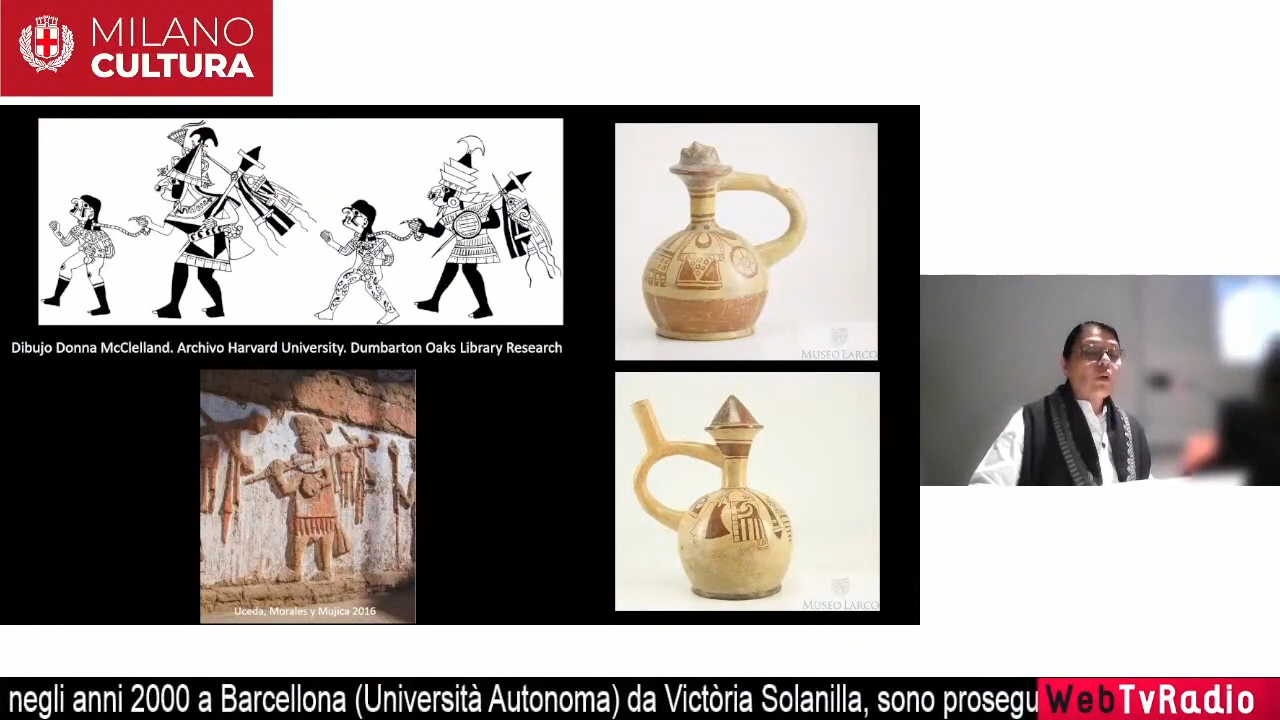 MILANO
CULTURA
Dibujo Donna McClelland. Archivo Harvard University. Dumbarton Oaks Library Research
MUSEO LARCO
Uceda, Morales y Mujica 2016
MUSEO LARCO
negli anni 2000 a Barcellona (Università Autonoma) da Victòria Solanilla, sono prosegu
WebTvRadio